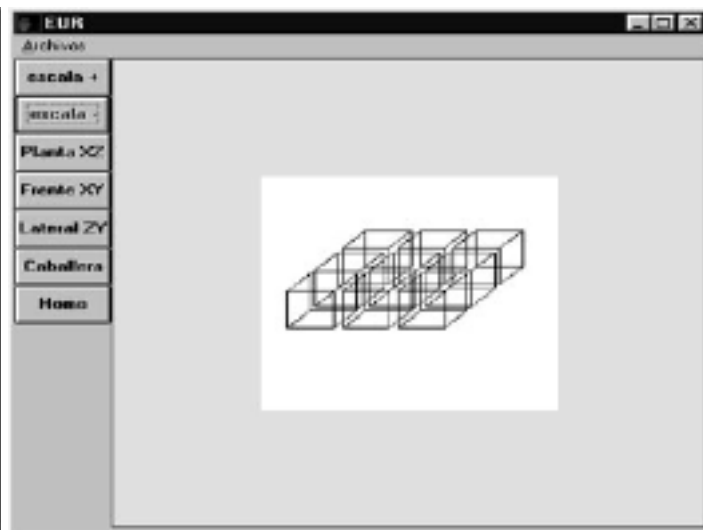 EUR
Archivos
escala +
escala -
Planta XZ
Frente XY
Lateral ZY
Caballera
Home